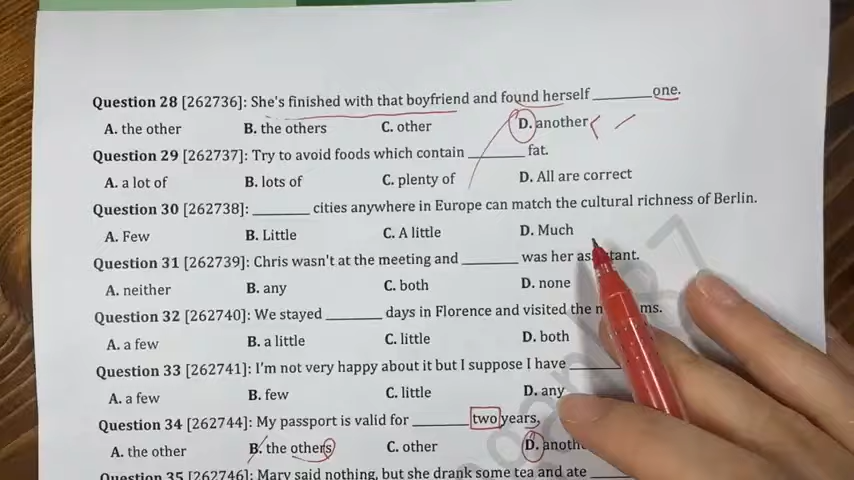 Question 28 [262736]: She's finished with that boyfriend and found herself ________ one.
A. the other B. the others C. other D. another
Question 29 [262737]: Try to avoid foods which contain ________ fat.
A. a lot of B. lots of C. plenty of D. All are correct
Question 30 [262738]: ________ cities anywhere in Europe can match the cultural richness of Berlin.
A. Few B. Little C. A little D. Much
Question 31 [262739]: Chris wasn't at the meeting and ________ was her assistant.
A. neither B. any C. both D. none
Question 32 [262740]: We stayed ________ days in Florence and visited the
A. a few B. a little C. little D. both
Question 33 [262741]: I'm not very happy about it but I suppose I have ________
A. a few B. few C. little D. any
Question 34 [262744]: My passport is valid for ________ two years,
A. the other B. the others C. other D.
Question 35 [262746]: Mary said nothing, but she drank some tea and ate ________